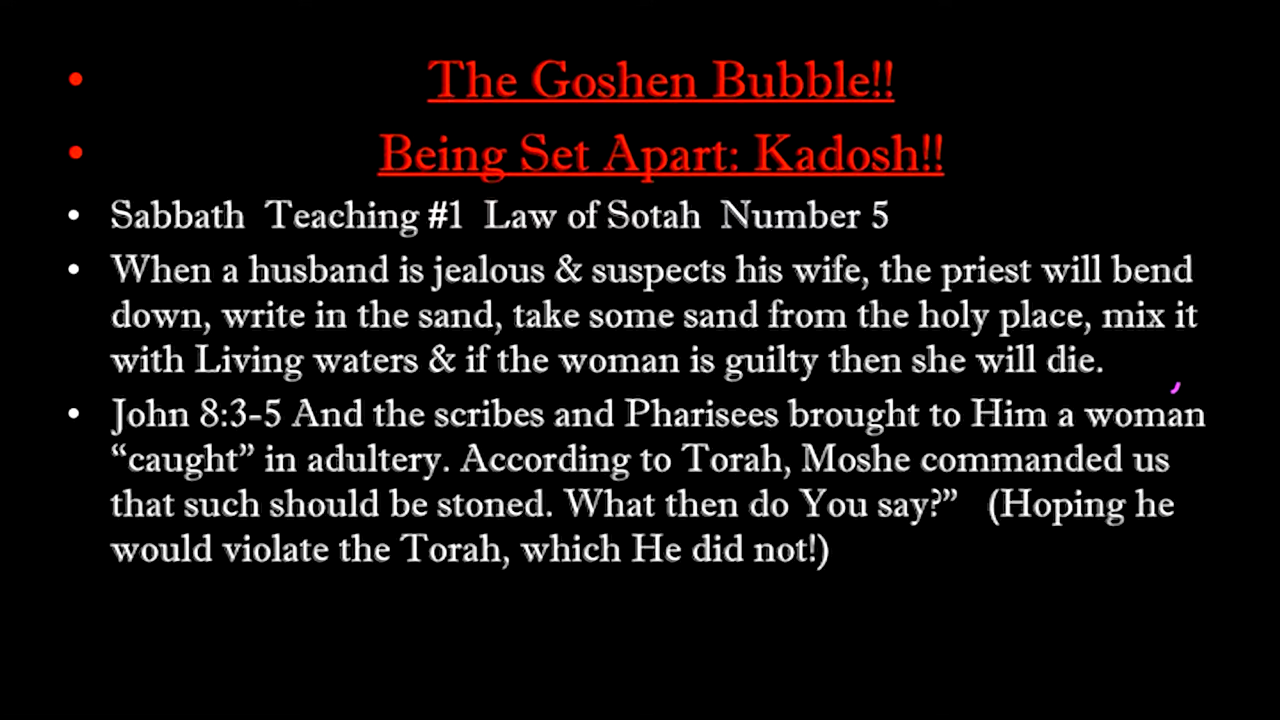 • The Goshen Bubble!!
• Being Set Apart: Kadosh!!
• Sabbath Teaching #1 Law of Sotah Number 5
• When a husband is jealous & suspects his wife, the priest will bend
down, write in the sand, take some sand from the holy place, mix it
with Living waters & if the woman is guilty then she will die.
• John 8:3-5 And the scribes and Pharisees brought to Him a woman
“caught” in adultery. According to Torah, Moshe commanded us
that such should be stoned. What then do You say?” (Hoping he
would violate the Torah, which He did not!)